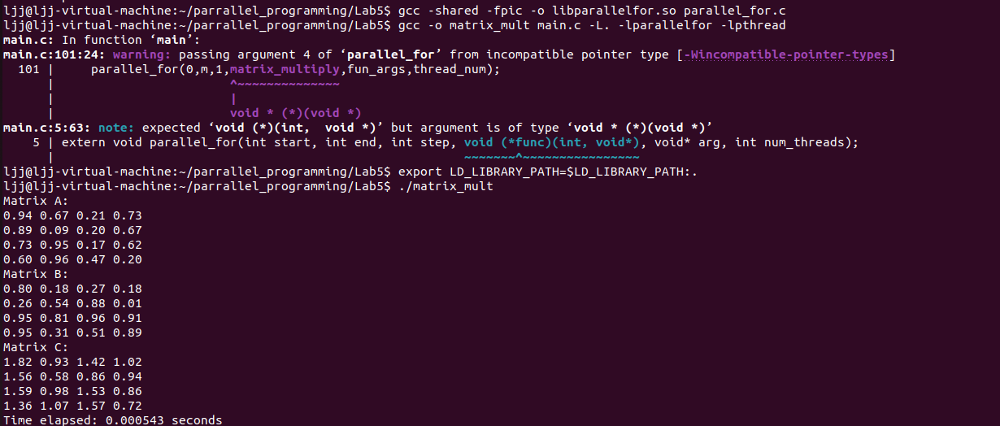 ljj@ljj-virtual-machine:~/parrallel_programming/Lab5$ gcc -shared -fpic -o libparallelfor.so parallel_for.c
ljj@ljj-virtual-machine:~/parrallel_programming/Lab5$ gcc -o matrix_mult main.c -L. -lparallelfor -lpthread
main.c: In function ‘main’:
main.c:101:24: warning: passing argument 4 of ‘parallel_for’ from incompatible pointer type [-Wincompatible-pointer-types]
  101 |     parallel_for(0,m,1,matrix_multiply,fun_args,thread_num);
      |                        ^~~~~~~~~~~~~~~
      |                        |
      |                        void * (*)(void *)
main.c:5:63: note: expected ‘void (*)(int,  void *)’ but argument is of type ‘void * (*)(void *)’
    5 | extern void parallel_for(int start, int end, int step, void (*func)(int, void*), void* arg, int num_threads);
      |                                                        ~~~~~~~^~~~~~~~~~~~~~~~~
ljj@ljj-virtual-machine:~/parrallel_programming/Lab5$ export LD_LIBRARY_PATH=$LD_LIBRARY_PATH:.
ljj@ljj-virtual-machine:~/parrallel_programming/Lab5$ ./matrix_mult
Matrix A:
0.94 0.67 0.21 0.73
0.89 0.09 0.20 0.67
0.73 0.95 0.17 0.62
0.60 0.96 0.47 0.20
Matrix B:
0.80 0.18 0.27 0.18
0.26 0.54 0.88 0.01
0.95 0.81 0.96 0.91
0.95 0.31 0.51 0.89
Matrix C:
1.82 0.93 1.42 1.02
1.56 0.58 0.86 0.94
1.59 0.98 1.53 0.86
1.36 1.07 1.57 0.72
Time elapsed: 0.000543 seconds